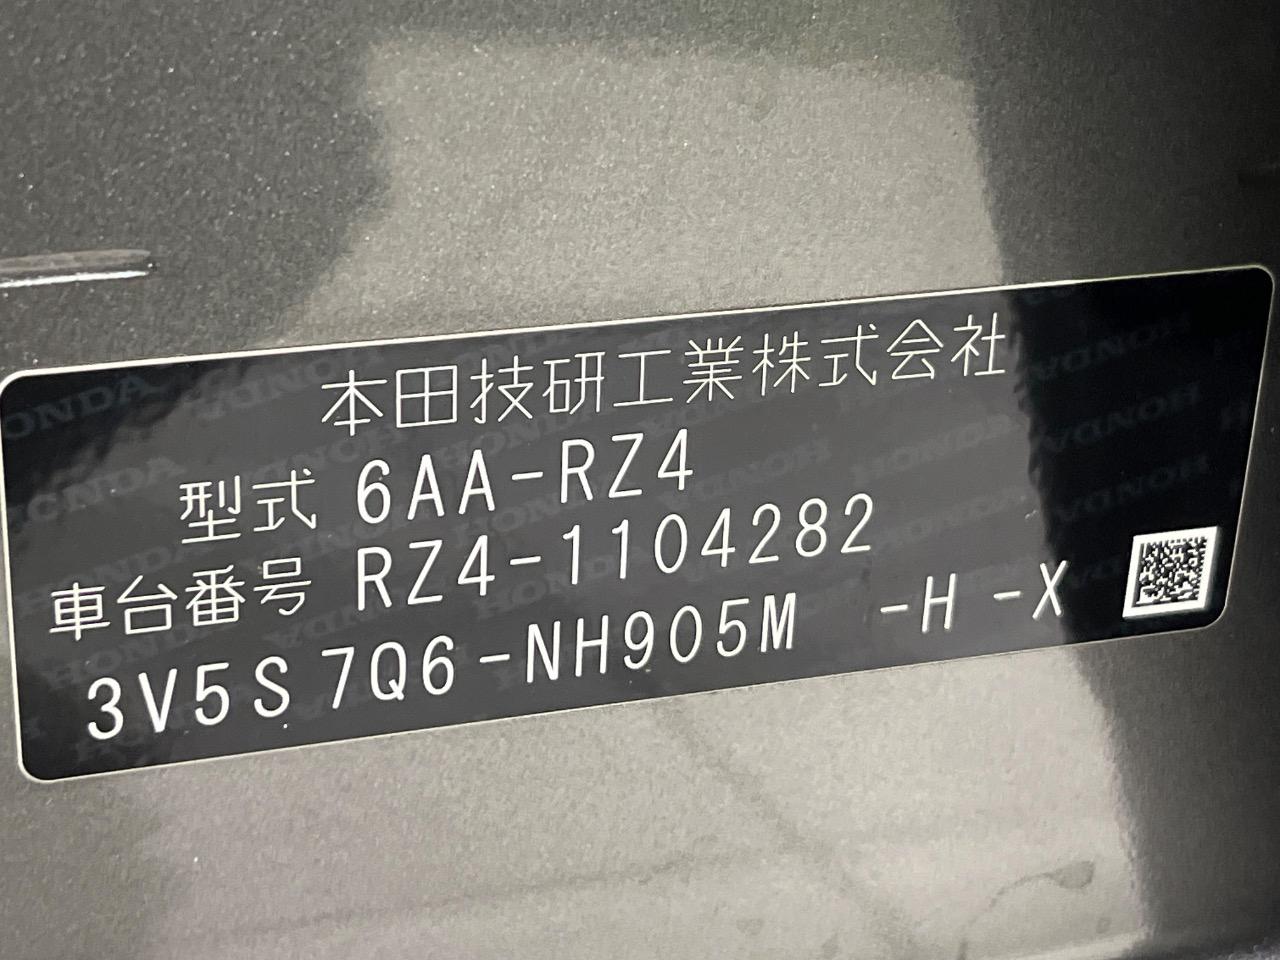 本田技研工業株式会社
型式 6AA-RZ4
車台番号 RZ4-1104282
3V5S 7Q6-NH905M -H -X